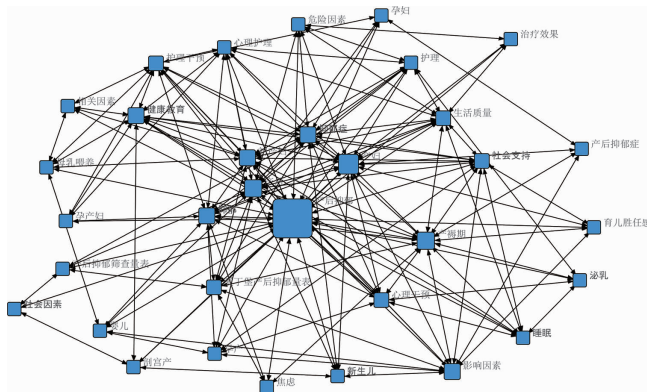 孕妇
危险因素
治疗效果
心理护理
护理干预
护理
相关因素
健康教育
生活质量
产后抑郁症
社会支持
母乳喂养
孕产妇
育儿胜任感
产褥期
后抑郁筛查量表
泌乳
社会因素
心理干预
婴儿
睡眠
剖宫产
影响因素
新生儿
焦虑